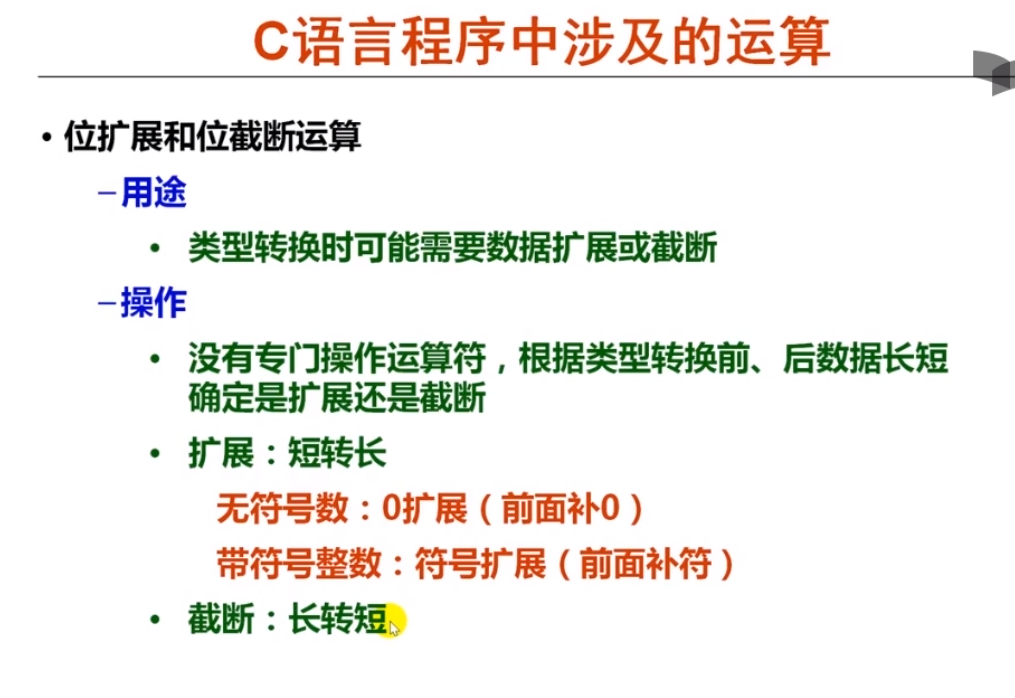 C语言程序中涉及的运算
• 位扩展和位截断运算
–用途
• 类型转换时可能需要数据扩展或截断
–操作
• 没有专门操作运算符，根据类型转换前、后数据长短
确定是扩展还是截断
• 扩展：短转长
无符号数：0扩展（前面补0）
带符号整数：符号扩展（前面补符）
• 截断：长转短